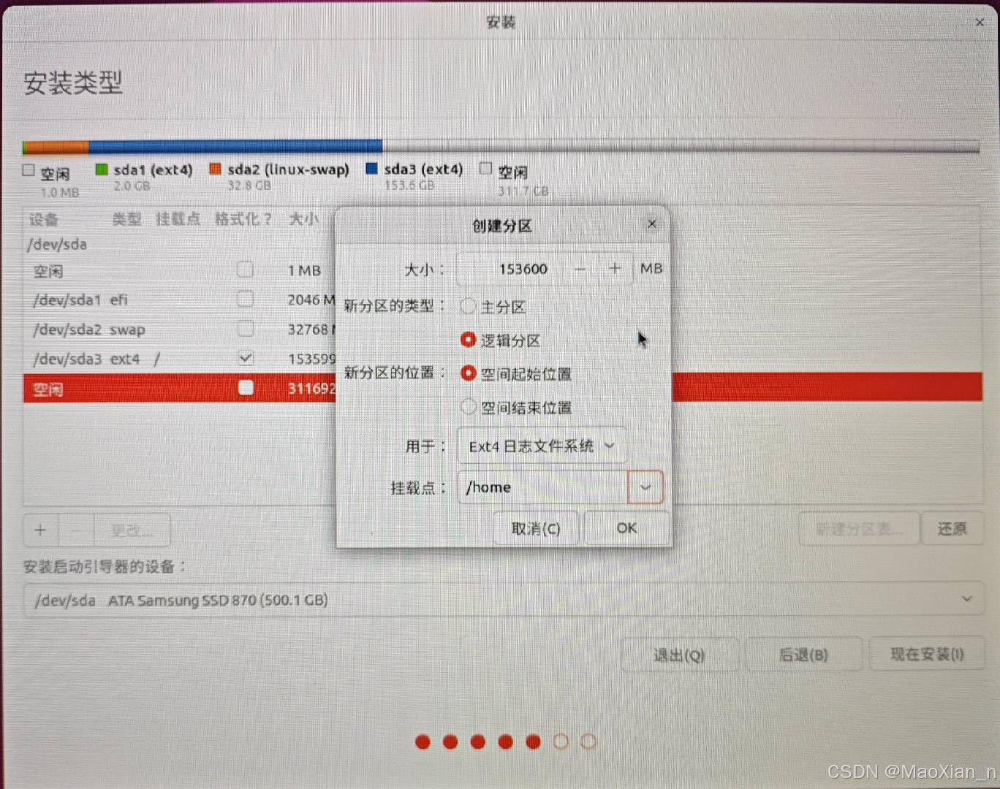 安装
安装类型
空闲 sda1 (ext4) sda2 (linux-swap) sda3 (ext4) 空闲
1.0 MB 2.0 GB 32.8 GB 153.6 GB 311.7 GB
设备 类型 挂载点 格式化？ 大小
/dev/sda
空闲 1 MB
/dev/sda1 efi 2046 M
/dev/sda2 swap 32768
/dev/sda3 ext4 / 153599
空闲 311692
创建分区
大小： 153600 − + MB
新分区的类型： 主分区
逻辑分区
新分区的位置： 空间起始位置
空间结束位置
用于： Ext4 日志文件系统
挂载点： /home
取消(C) OK
+ − 更改... 新建分区表... 还原
安装启动引导器的设备：
/dev/sda ATA Samsung SSD 870 (500.1 GB)
退出(Q) 后退(B) 现在安装(I)
CSDN @MaoXian_n